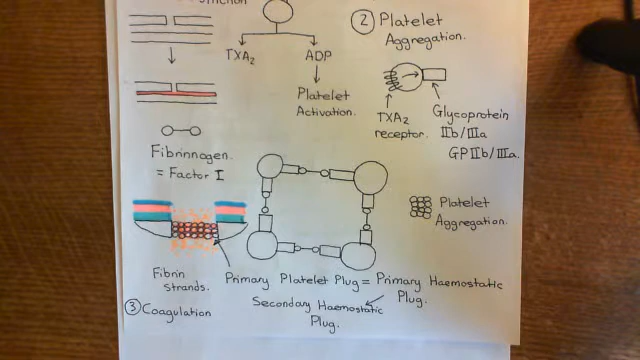 ② Platelet
Aggregation.
TXA₂
ADP
Platelet
Activation.
TXA₂
receptor.
Glycoprotein
IIb/IIIa
GPIIb/IIIa.
Fibrinnogen.
= Factor I
Platelet
Aggregation.
Fibrin
strands.
Primary Platelet Plug = Primary Haemostatic
Plug.
Secondary Haemostatic
Plug.
③ Coagulation